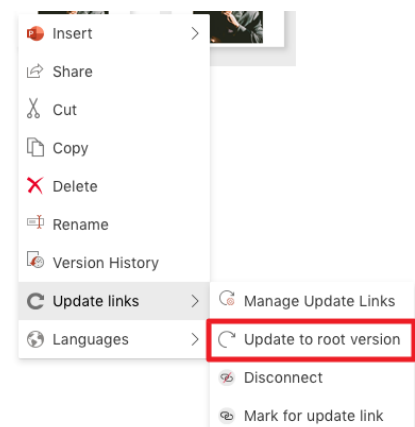 Insert
Share
Cut
Copy
Delete
Rename
Version History
Update links
Languages
Manage Update Links
Update to root version
Disconnect
Mark for update link